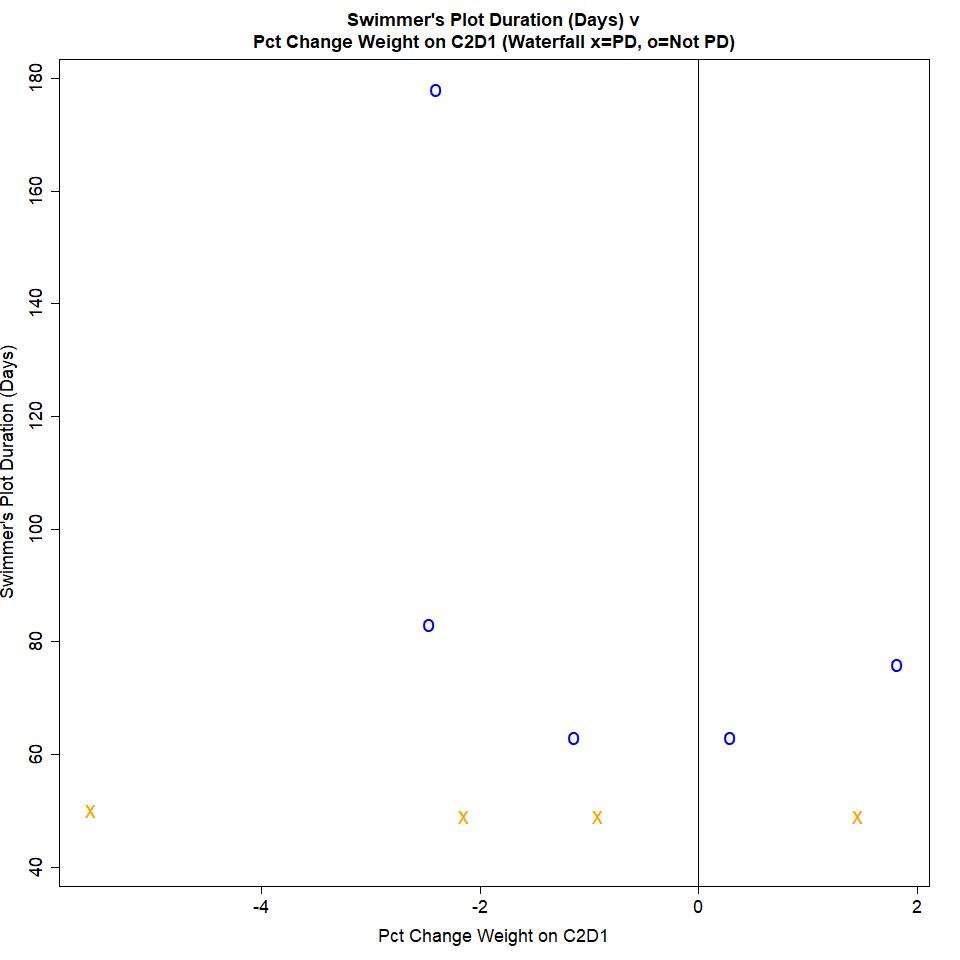 Swimmer's Plot Duration (Days) v
Pct Change Weight on C2D1 (Waterfall x=PD, o=Not PD)
Swimmer's Plot Duration (Days)
180
160
140
120
100
80
60
40
o
o
o
o
o
x
x
x
x
-4
-2
0
2
Pct Change Weight on C2D1